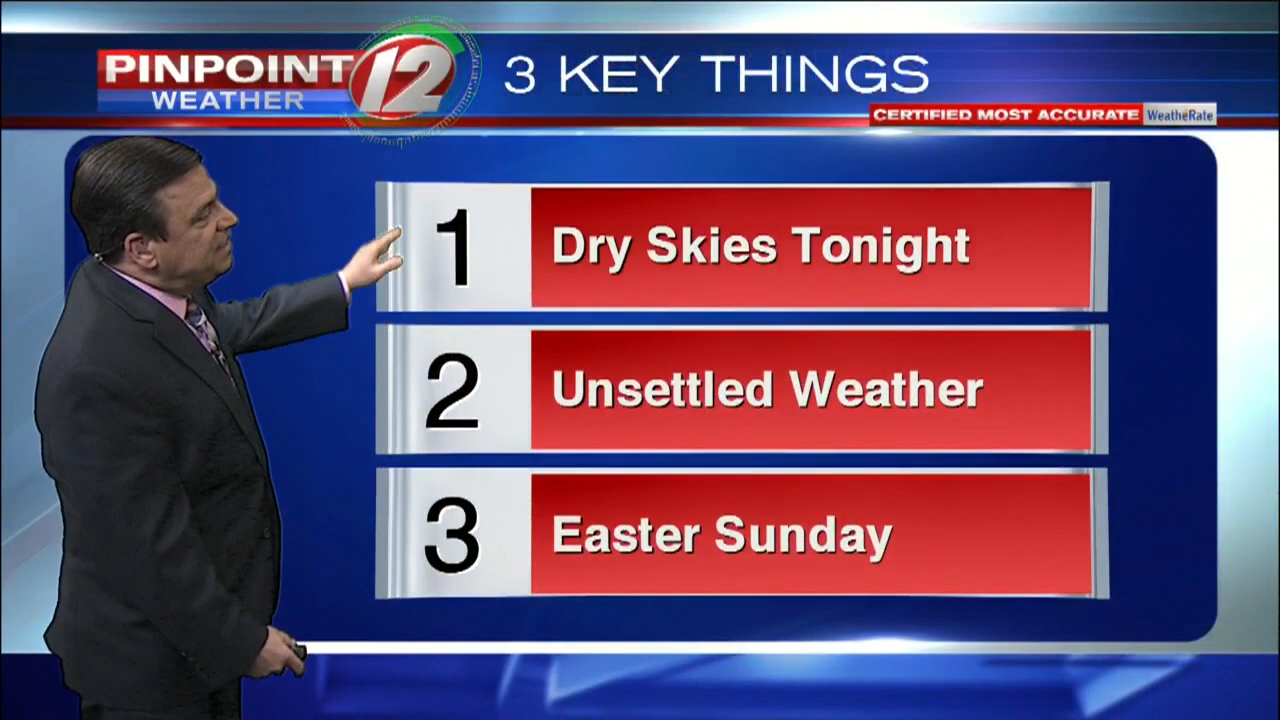 PINPOINT
WEATHER
12
3 KEY THINGS
CERTIFIED MOST ACCURATE WeatheRate
1 Dry Skies Tonight
2 Unsettled Weather
3 Easter Sunday